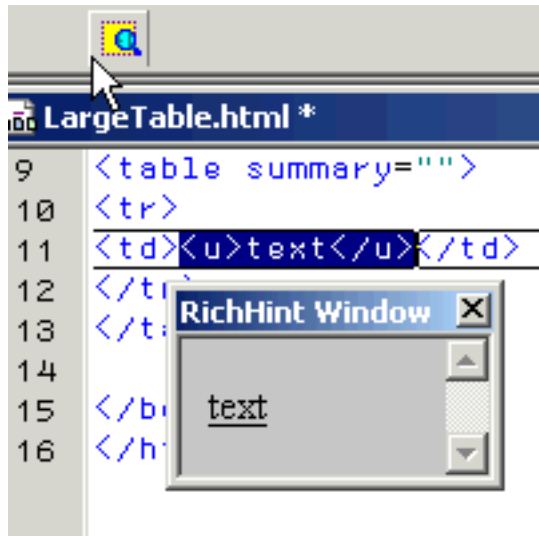 LargeTable.html *
9 <table summary="">
10 <tr>
11 <td><u>text</u></td>
12 </t
13 </t
14
15 </b
16 </h
RichHint Window
text